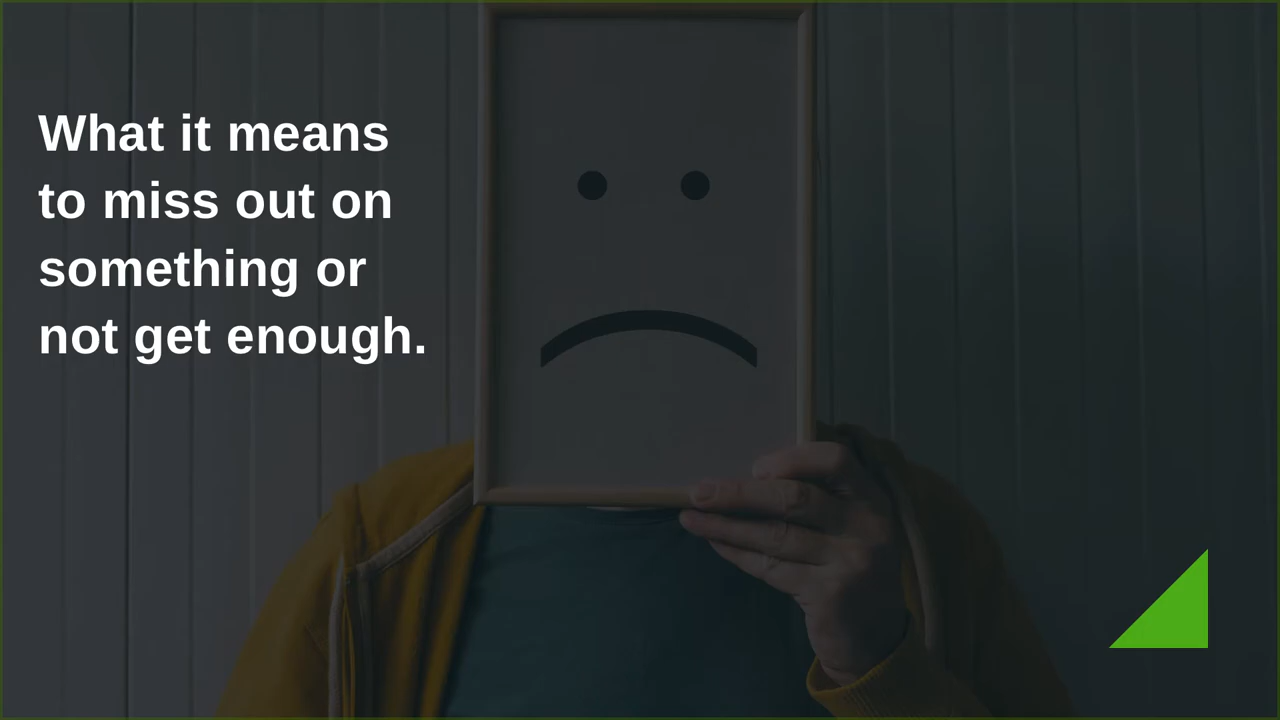 What it means
to miss out on
something or
not get enough.